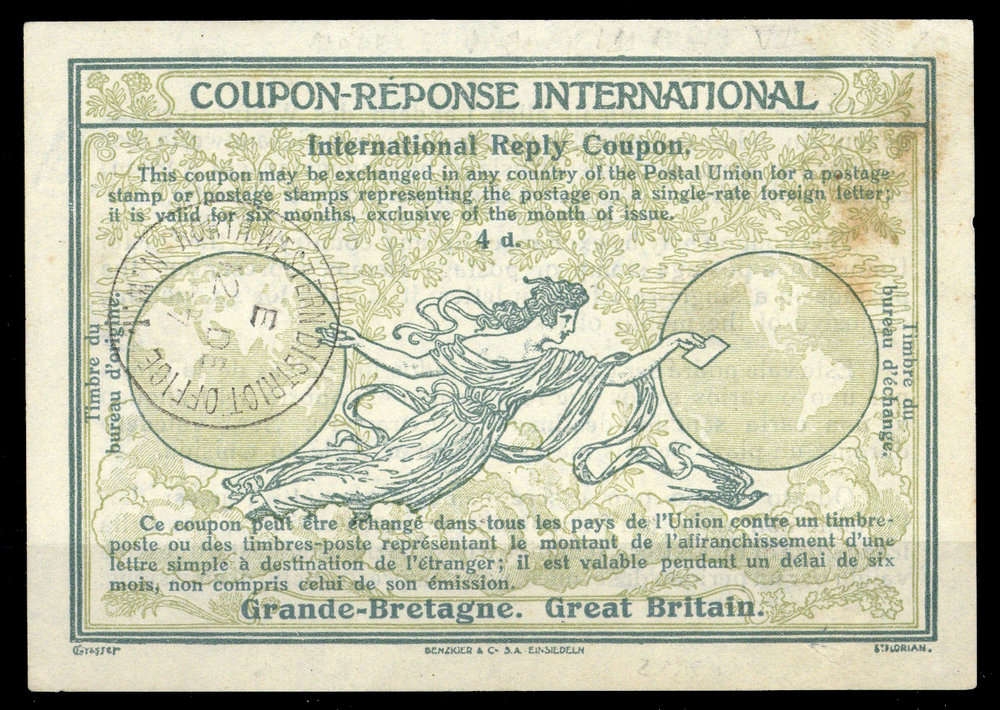 COUPON-RÉPONSE INTERNATIONAL
International Reply Coupon.
This coupon may be exchanged in any country of the Postal Union for a postage
stamp or postage stamps representing the postage on a single-rate foreign letter;
it is valid for six months, exclusive of the month of issue.
4 d.
Timbre du
bureau d'origine.
NORTH WESTERN DISTRICT OFFICE
E
DE
Timbre du
bureau d'échange.
Ce coupon peut être échangé dans tous les pays de l'Union contre un timbre-
poste ou des timbres-poste représentant le montant de l'affranchissement d'une
lettre simple à destination de l'étranger; il est valable pendant un délai de six
mois, non compris celui de son émission.
Grande-Bretagne. Great Britain.
Grasser
BENZIGER & Co S.A. EINSIEDELN
St FLORIAN.